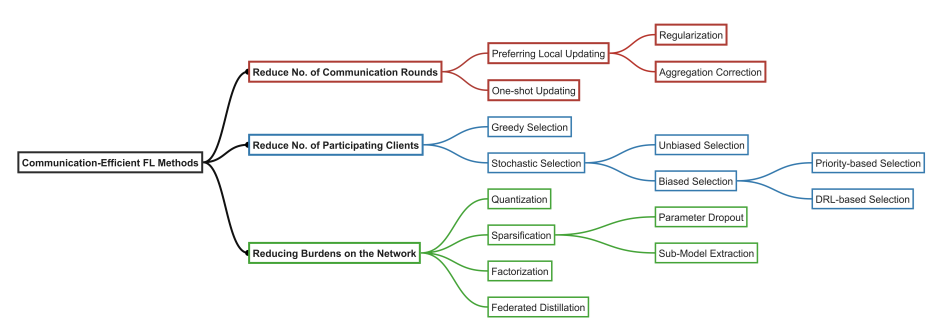 Communication-Efficient FL Methods
Reduce No. of Communication Rounds
Preferring Local Updating
Regularization
Aggregation Correction
One-shot Updating
Reduce No. of Participating Clients
Greedy Selection
Stochastic Selection
Unbiased Selection
Biased Selection
Priority-based Selection
DRL-based Selection
Reducing Burdens on the Network
Quantization
Sparsification
Parameter Dropout
Sub-Model Extraction
Factorization
Federated Distillation